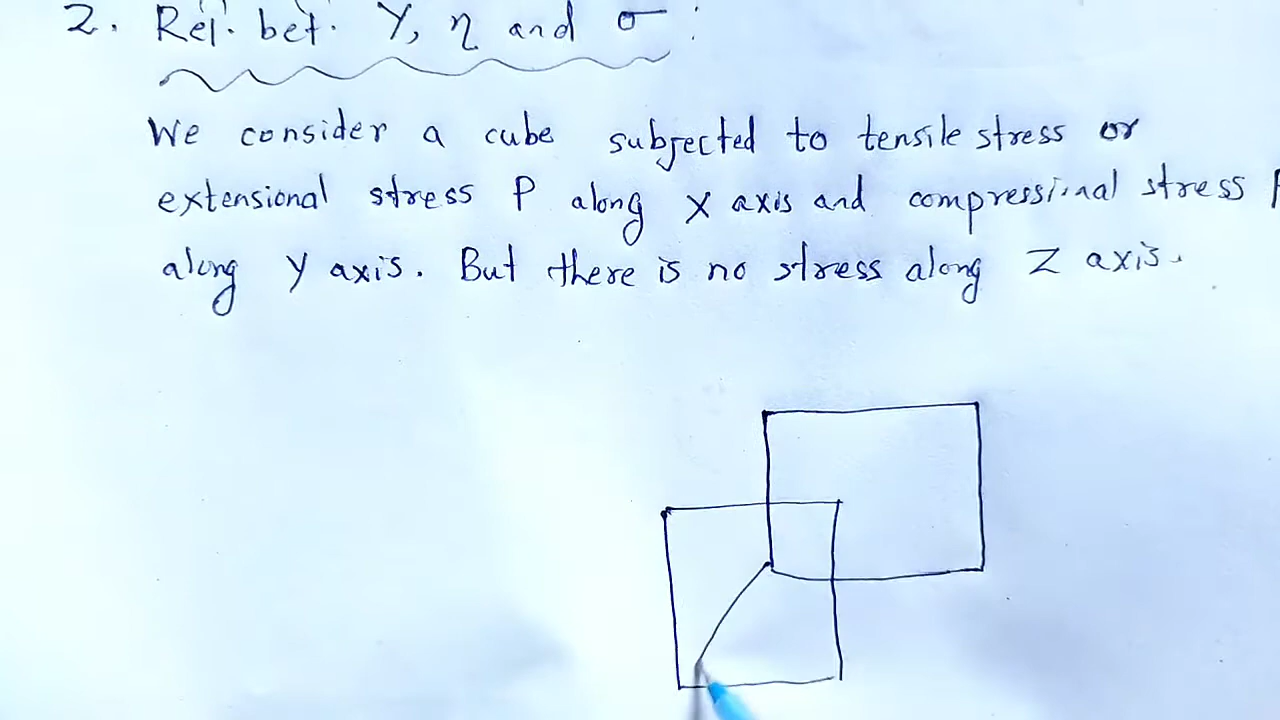 2. Rel. bet. Y, η and σ :
We consider a cube subjected to tensile stress or
extensional stress P along X axis and compressional stress P
along Y axis. But there is no stress along Z axis.